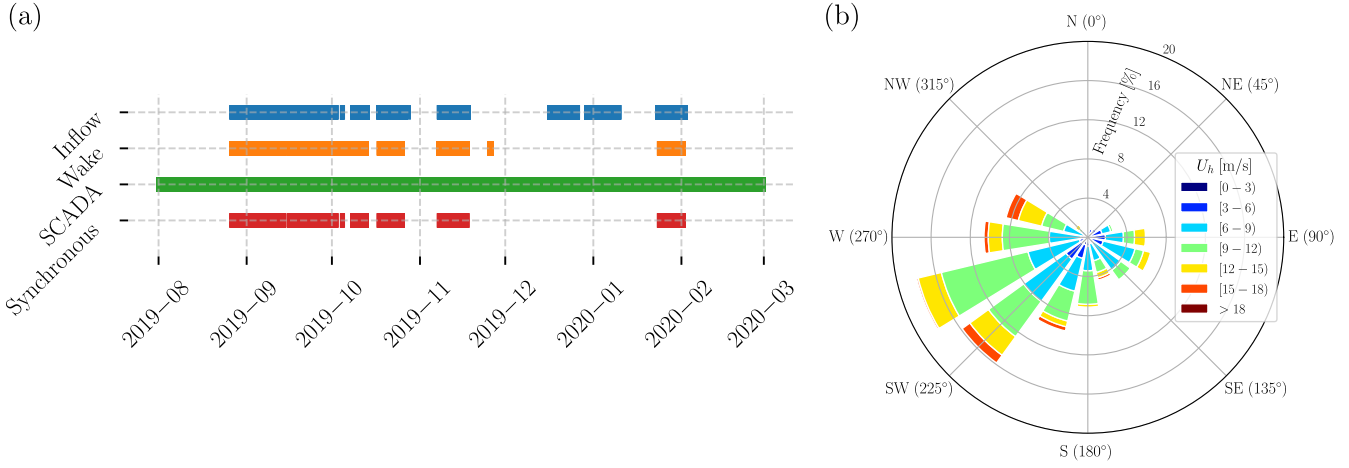 (a)
Inflow
Wake
SCADA
Synchronous
2019−08
2019−09
2019−10
2019−11
2019−12
2020−01
2020−02
2020−03
(b)
N (0°)
NE (45°)
E (90°)
SE (135°)
S (180°)
SW (225°)
W (270°)
NW (315°)
4
8
12
16
20
Frequency [%]
U_h [m/s]
[0 − 3)
[3 − 6)
[6 − 9)
[9 − 12)
[12 − 15)
[15 − 18)
> 18